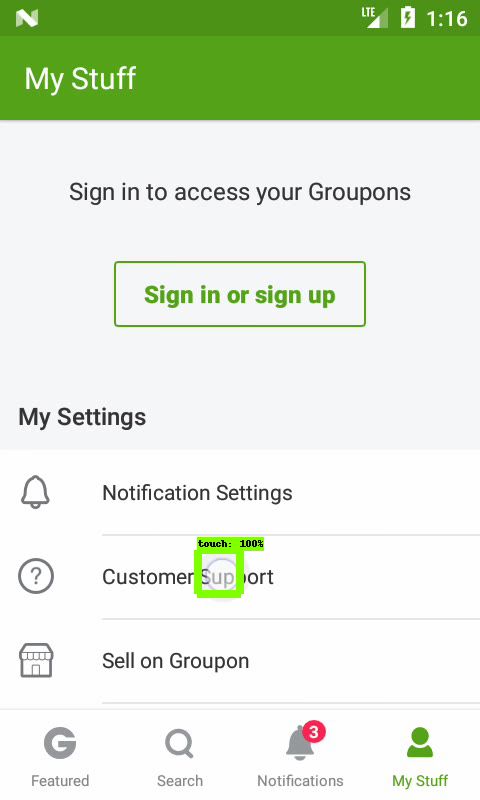 LTE
1:16
My Stuff
Sign in to access your Groupons
Sign in or sign up
My Settings
Notification Settings
touch: 100%
Customer Support
Sell on Groupon
3
Featured
Search
Notifications
My Stuff